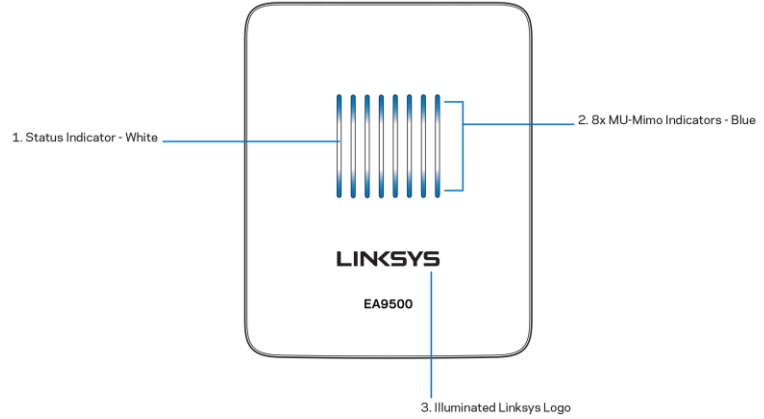 1. Status Indicator - White
2. 8x MU-Mimo Indicators - Blue
LINKSYS
EA9500
3. Illuminated Linksys Logo